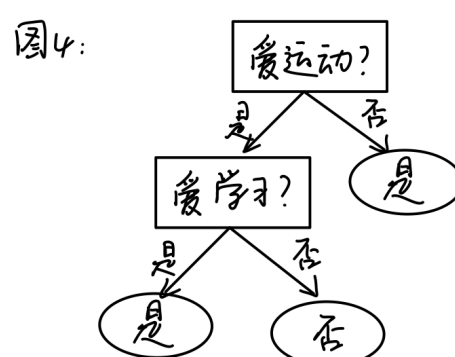 图4:
爱运动?
是 否
爱学习? 是
是 否
是 否